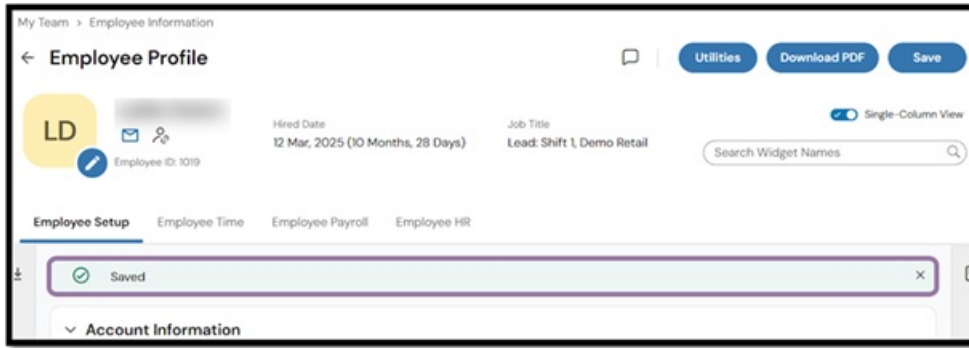 My Team > Employee Information
← Employee Profile
Utilities
Download PDF
Save
LD
Employee ID: 1019
Hired Date
12 Mar, 2025 (10 Months, 28 Days)
Job Title
Lead: Shift 1, Demo Retail
Single-Column View
Search Widget Names
Employee Setup
Employee Time
Employee Payroll
Employee HR
Saved
Account Information